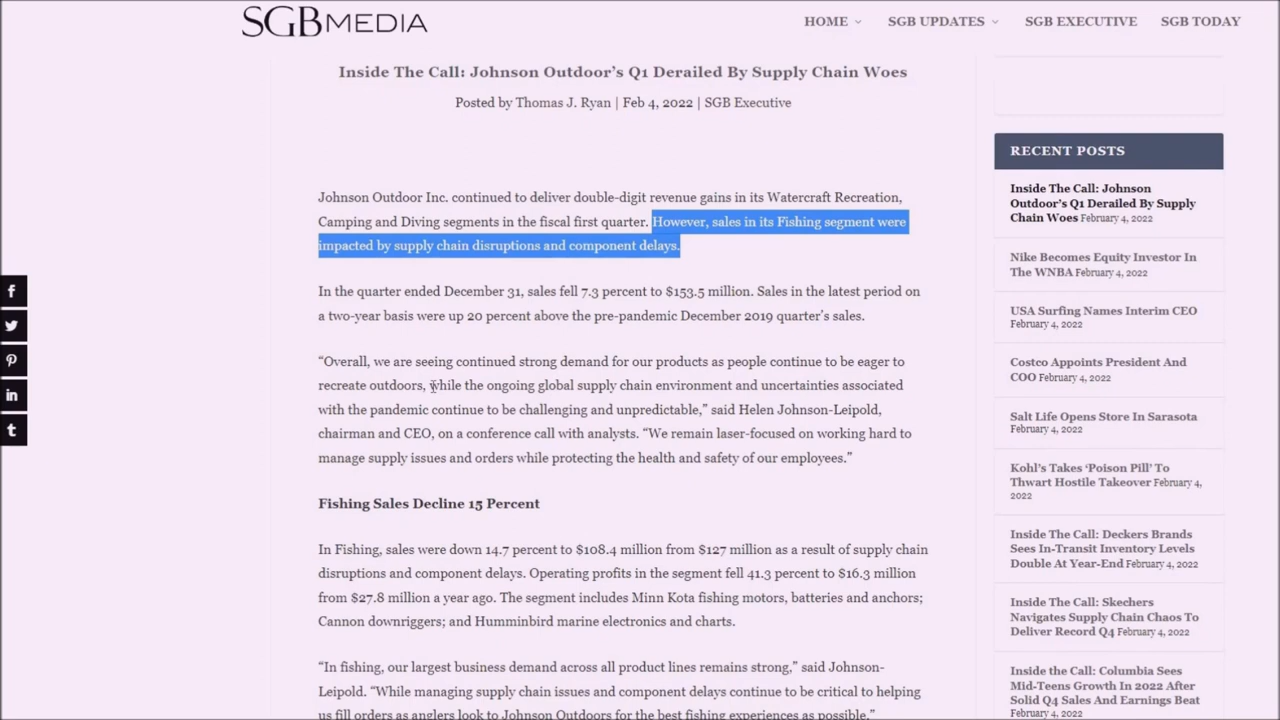 SGBMEDIA
HOME
SGB UPDATES
SGB EXECUTIVE
SGB TODAY
Inside The Call: Johnson Outdoor’s Q1 Derailed By Supply Chain Woes
Posted by Thomas J. Ryan | Feb 4, 2022 | SGB Executive
Johnson Outdoor Inc. continued to deliver double-digit revenue gains in its Watercraft Recreation,
Camping and Diving segments in the fiscal first quarter. However, sales in its Fishing segment were
impacted by supply chain disruptions and component delays.
In the quarter ended December 31, sales fell 7.3 percent to $153.5 million. Sales in the latest period on
a two-year basis were up 20 percent above the pre-pandemic December 2019 quarter’s sales.
“Overall, we are seeing continued strong demand for our products as people continue to be eager to
recreate outdoors, while the ongoing global supply chain environment and uncertainties associated
with the pandemic continue to be challenging and unpredictable,” said Helen Johnson-Leipold,
chairman and CEO, on a conference call with analysts. “We remain laser-focused on working hard to
manage supply issues and orders while protecting the health and safety of our employees.”
Fishing Sales Decline 15 Percent
In Fishing, sales were down 14.7 percent to $108.4 million from $127 million as a result of supply chain
disruptions and component delays. Operating profits in the segment fell 41.3 percent to $16.3 million
from $27.8 million a year ago. The segment includes Minn Kota fishing motors, batteries and anchors;
Cannon downriggers; and Humminbird marine electronics and charts.
“In fishing, our largest business demand across all product lines remains strong,” said Johnson-
Leipold. “While managing supply chain issues and component delays continue to be critical to helping
us fill orders as anglers look to Johnson Outdoors for the best fishing experiences as possible.”
RECENT POSTS
Inside The Call: Johnson
Outdoor’s Q1 Derailed By Supply
Chain Woes February 4, 2022
Nike Becomes Equity Investor In
The WNBA February 4, 2022
USA Surfing Names Interim CEO
February 4, 2022
Costco Appoints President And
COO February 4, 2022
Salt Life Opens Store In Sarasota
February 4, 2022
Kohl’s Takes ‘Poison Pill’ To
Thwart Hostile Takeover February 4,
2022
Inside The Call: Deckers Brands
Sees In-Transit Inventory Levels
Double At Year-End February 4, 2022
Inside The Call: Skechers
Navigates Supply Chain Chaos To
Deliver Record Q4 February 4, 2022
Inside the Call: Columbia Sees
Mid-Teens Growth In 2022 After
Solid Q4 Sales And Earnings Beat
February 4, 2022